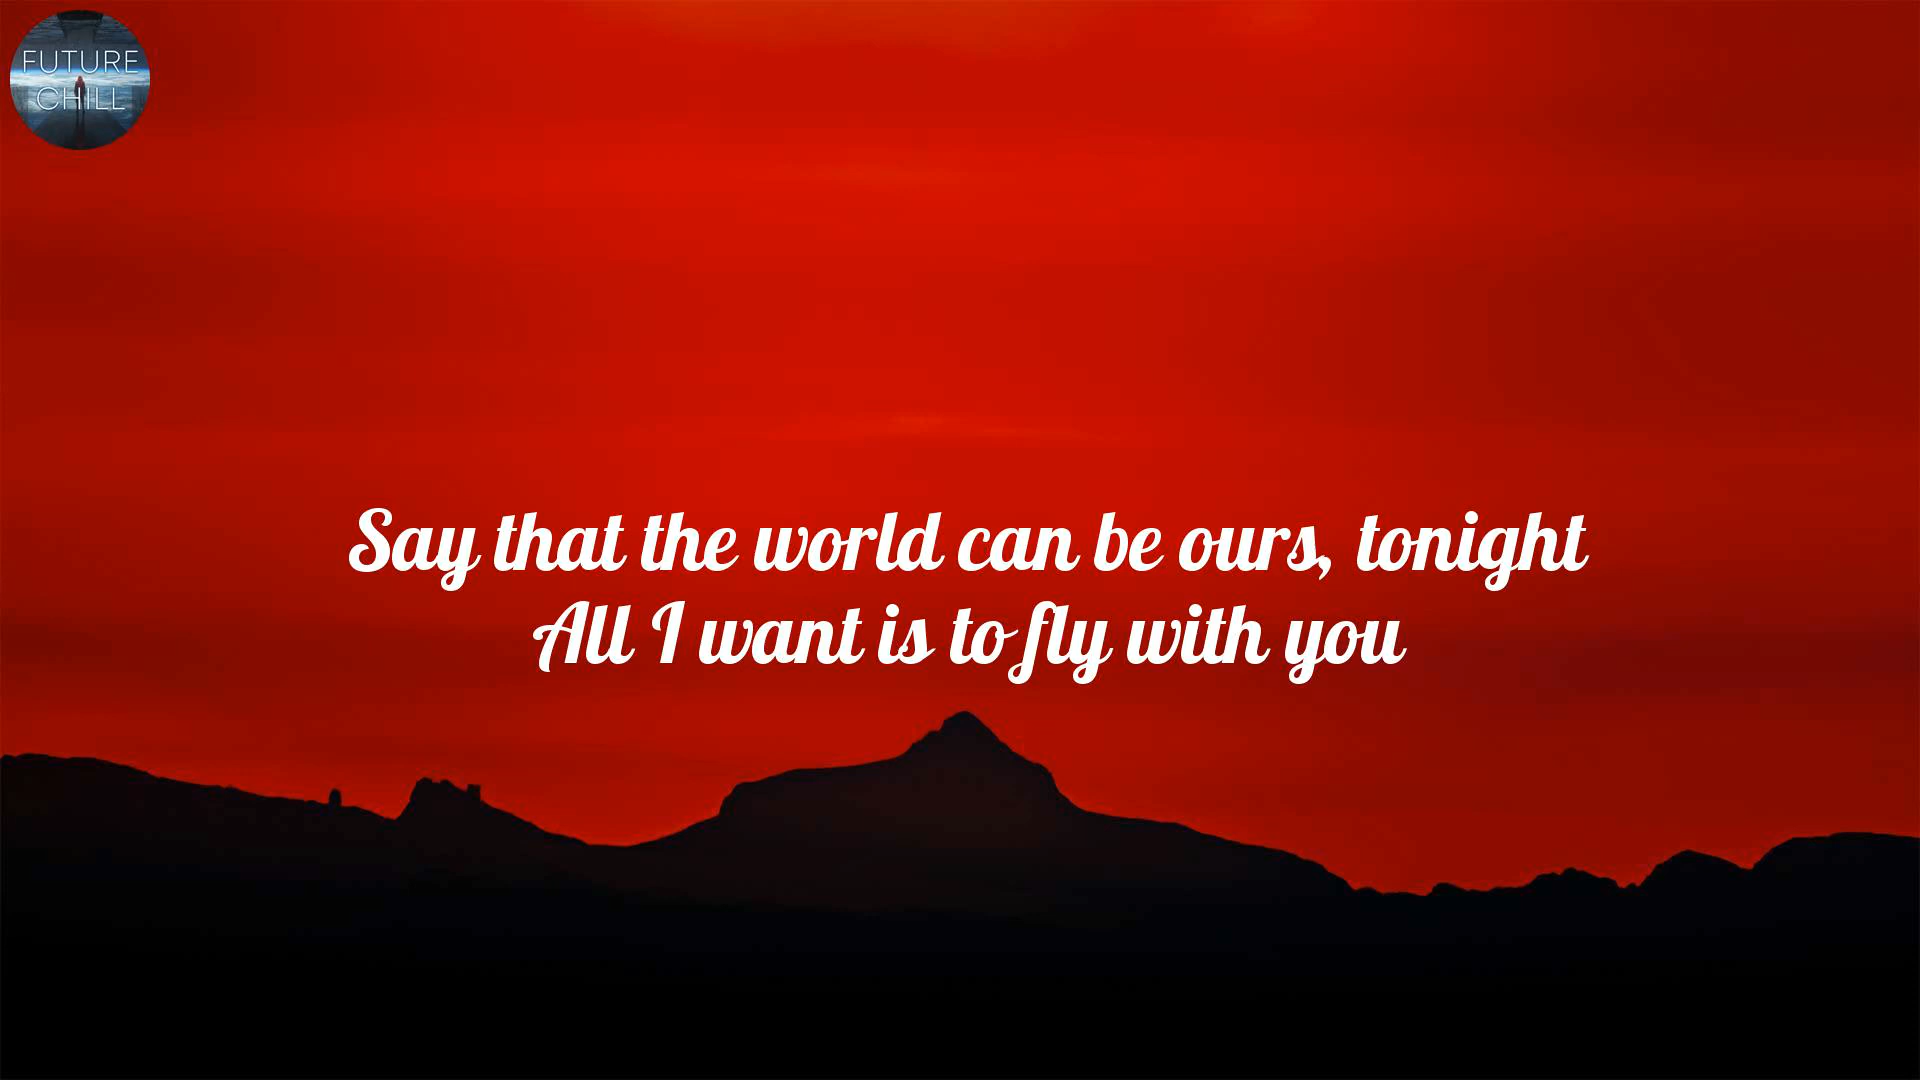 FUTURE
CHILL
Say that the world can be ours, tonight
All I want is to fly with you